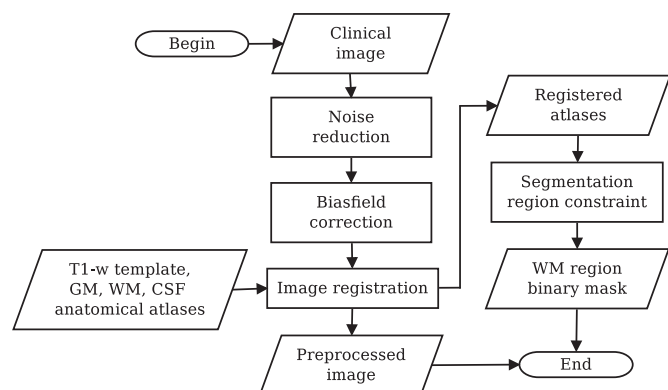 Begin
Clinical
image
Noise
reduction
Biasfield
correction
T1-w template,
GM, WM, CSF
anatomical atlases
Image registration
Preprocessed
image
Registered
atlases
Segmentation
region constraint
WM region
binary mask
End